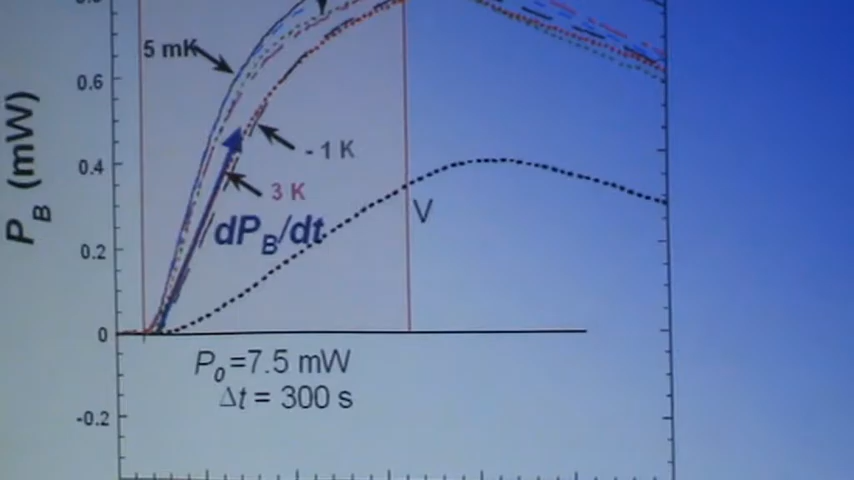 5 mK
0.6
- 1 K
0.4
3 K
P_B (mW)
dP_B/dt
V
0.2
0
P_0=7.5 mW
Δt = 300 s
-0.2